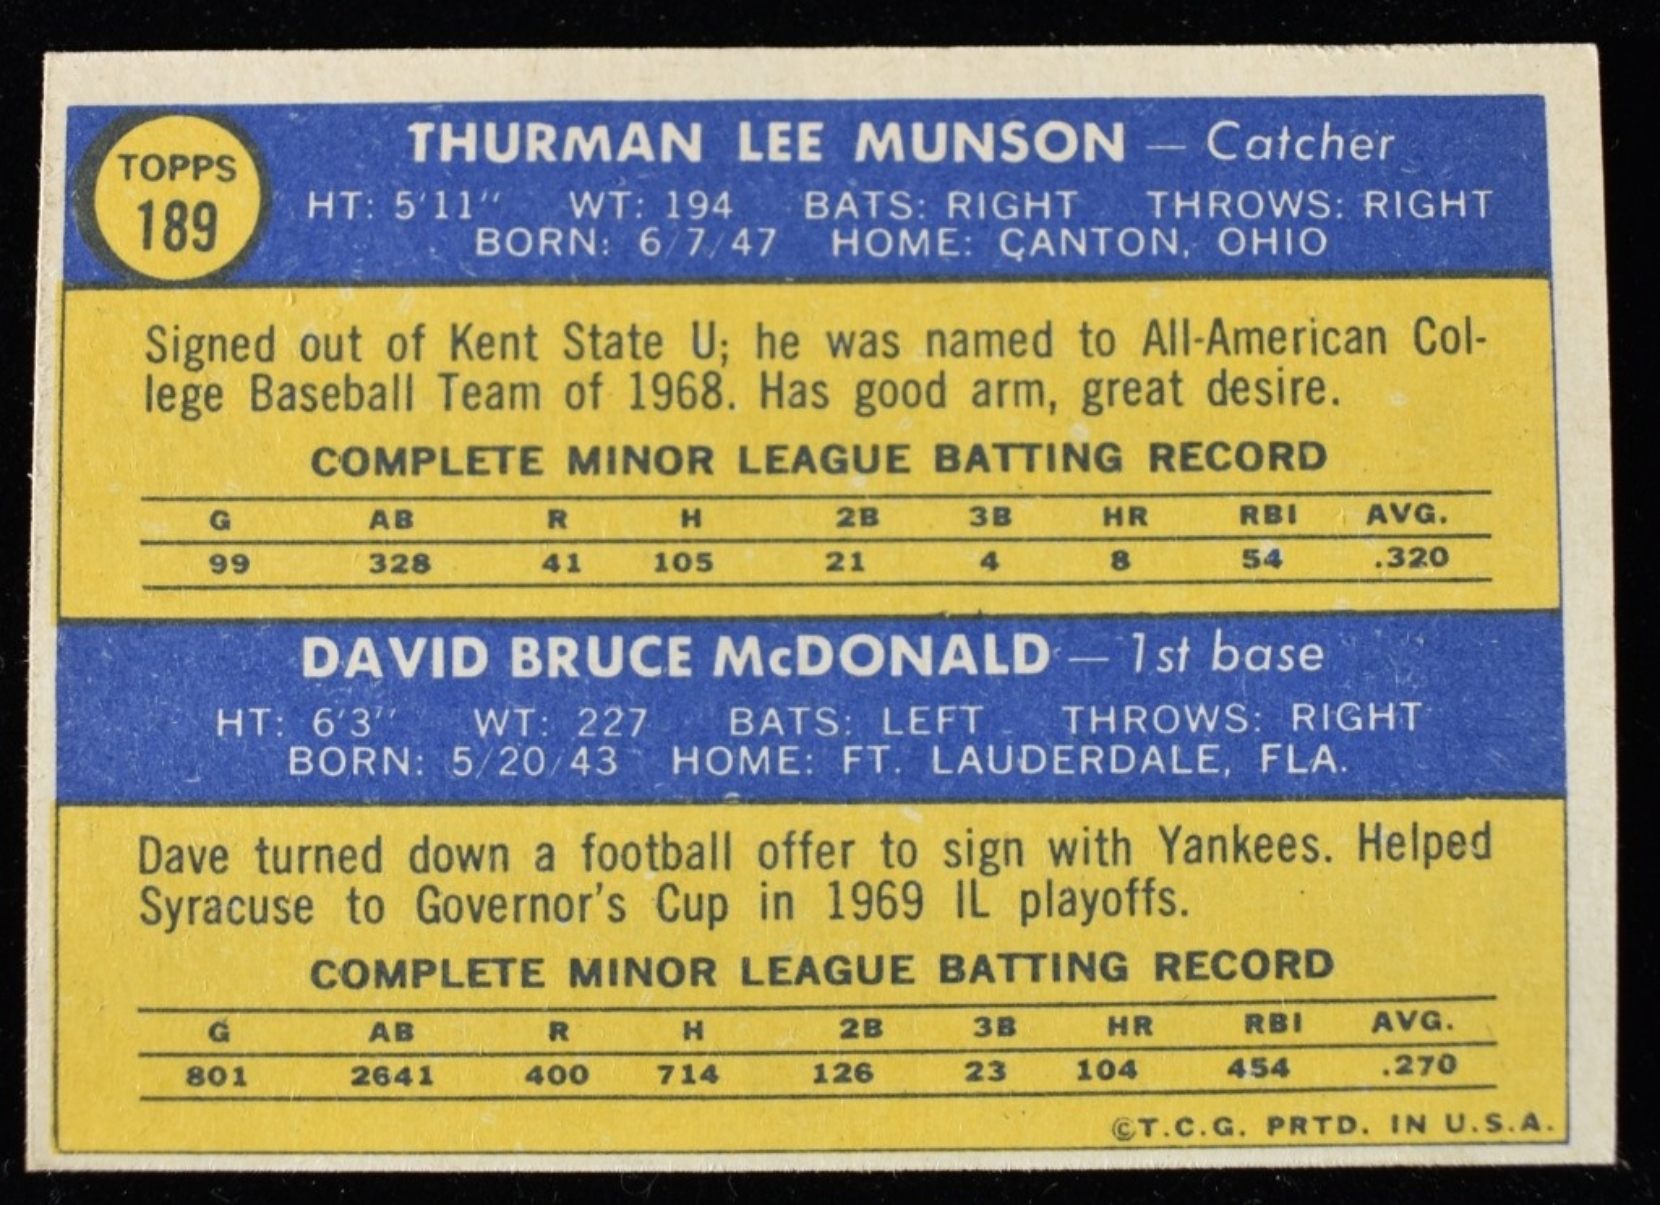 TOPPS
189
THURMAN LEE MUNSON — Catcher
HT: 5'11" WT: 194 BATS: RIGHT THROWS: RIGHT
BORN: 6/7/47 HOME: CANTON, OHIO
Signed out of Kent State U; he was named to All-American Col-
lege Baseball Team of 1968. Has good arm, great desire.
COMPLETE MINOR LEAGUE BATTING RECORD
G AB R H 2B 3B HR RBI AVG.
99 328 41 105 21 4 8 54 .320
DAVID BRUCE McDONALD — 1st base
HT: 6'3" WT: 227 BATS: LEFT THROWS: RIGHT
BORN: 5/20/43 HOME: FT. LAUDERDALE, FLA.
Dave turned down a football offer to sign with Yankees. Helped
Syracuse to Governor's Cup in 1969 IL playoffs.
COMPLETE MINOR LEAGUE BATTING RECORD
G AB R H 2B 3B HR RBI AVG.
801 2641 400 714 126 23 104 454 .270
©T.C.G. PRTD. IN U.S.A.